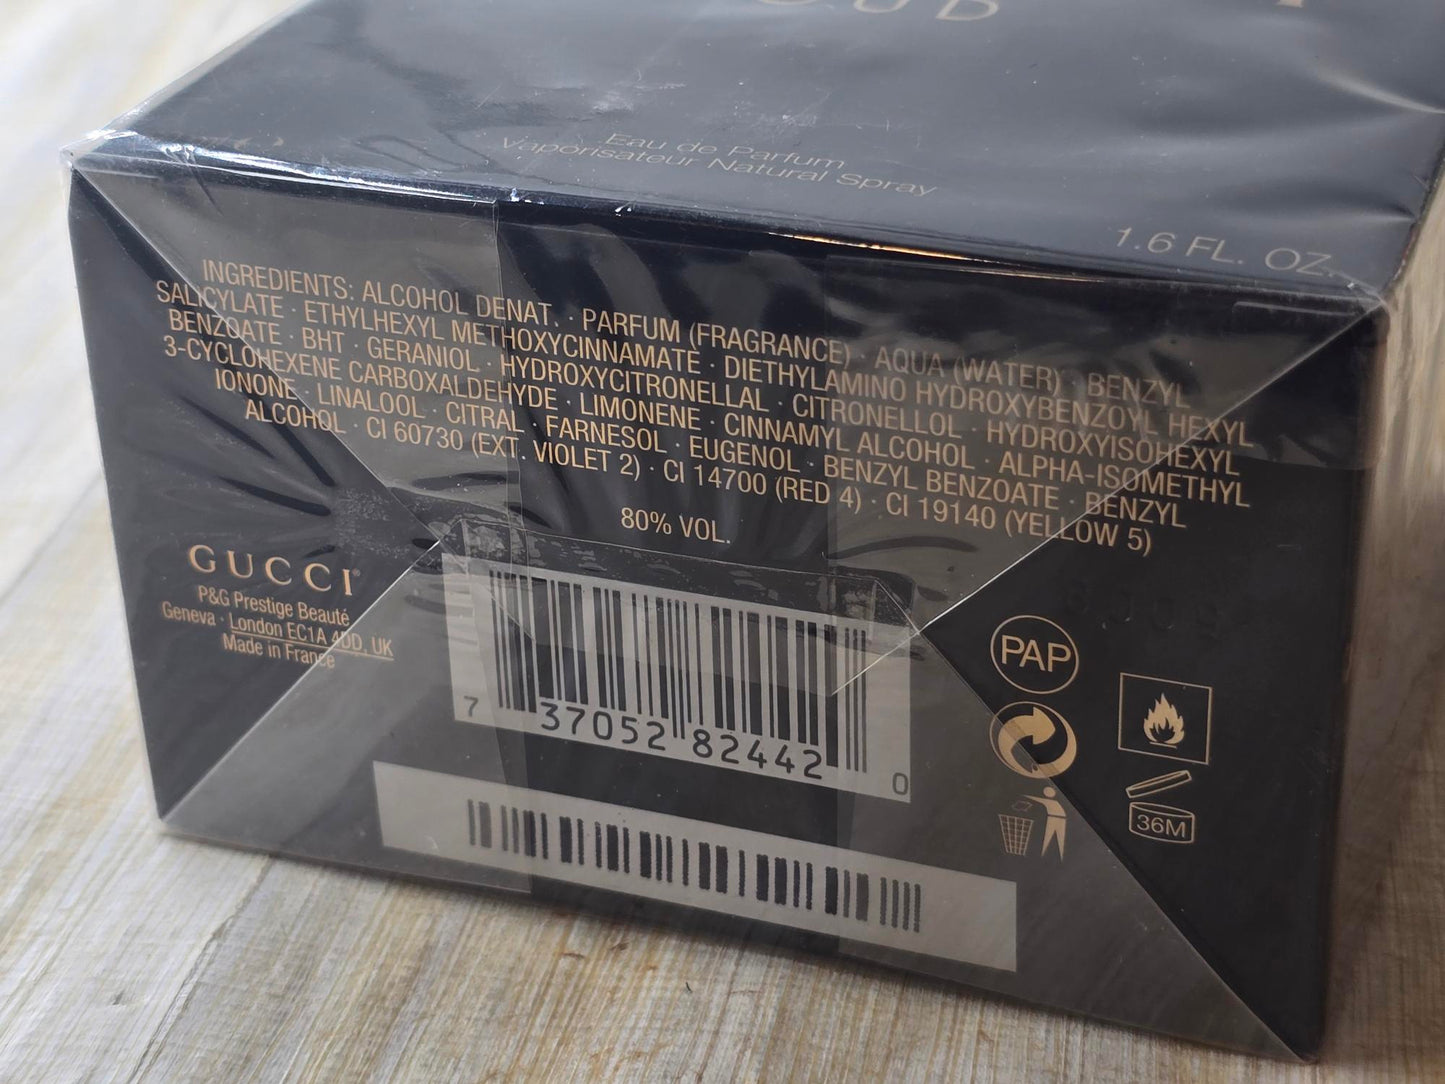 OUD
Eau de Parfum
Vaporisateur Natural Spray
1.6 FL. OZ.
INGREDIENTS: ALCOHOL DENAT. · PARFUM (FRAGRANCE) · AQUA (WATER) · BENZYL
SALICYLATE · ETHYLHEXYL METHOXYCINNAMATE · DIETHYLAMINO HYDROXYBENZOYL HEXYL
BENZOATE · BHT · GERANIOL · HYDROXYCITRONELLAL · CITRONELLOL · HYDROXYISOHEXYL
3-CYCLOHEXENE CARBOXALDEHYDE · LIMONENE · CINNAMYL ALCOHOL · ALPHA-ISOMETHYL
IONONE · LINALOOL · CITRAL · FARNESOL · EUGENOL · BENZYL BENZOATE · BENZYL
ALCOHOL · CI 60730 (EXT. VIOLET 2) · CI 14700 (RED 4) · CI 19140 (YELLOW 5)
80% VOL.
GUCCI®
P&G Prestige Beauté
Geneva · London EC1A 4DD, UK
Made in France
7 37052 82442 0
PAP
36M